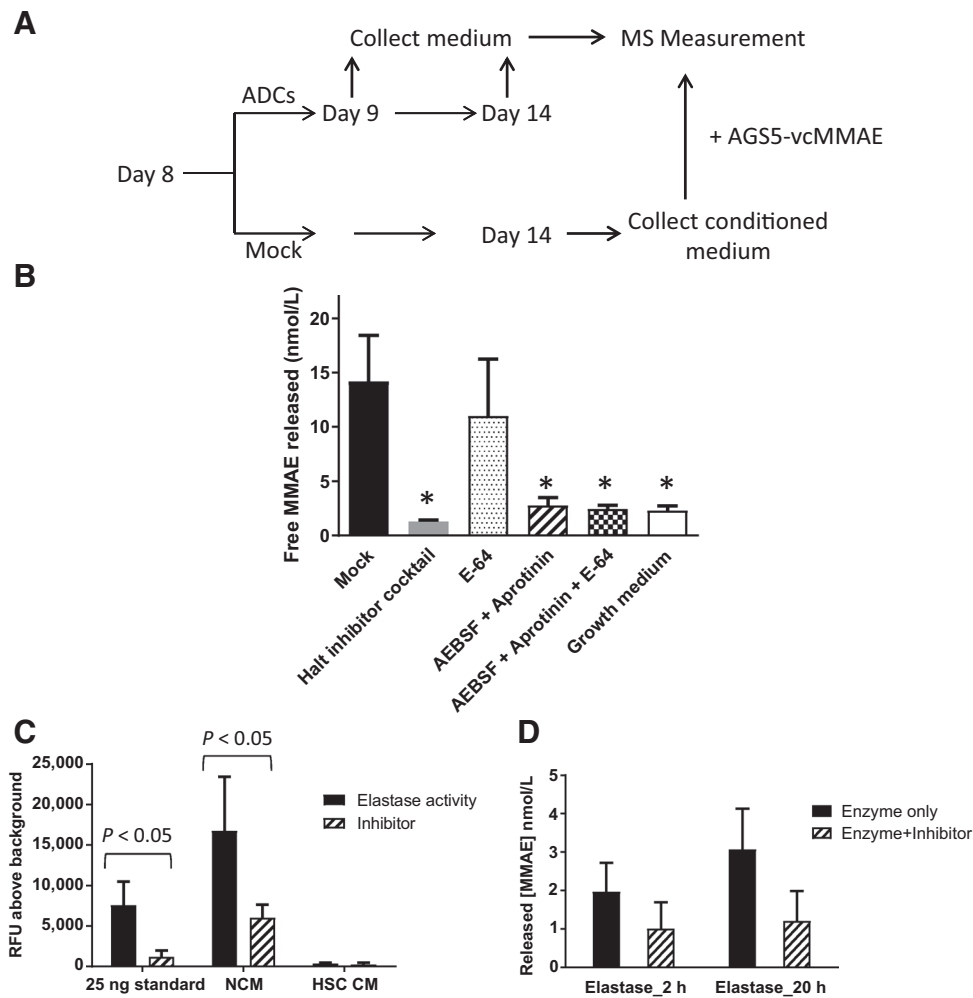 A
Collect medium
MS Measurement
ADCs
Day 9
Day 14
+ AGS5-vcMMAE
Day 8
Mock
Day 14
Collect conditioned
medium
B
Free MMAE released (nmol/L)
20
15
10
5
0
*
*
*
*
Mock
Halt inhibitor cocktail
E-64
AEBSF + Aprotinin
AEBSF + Aprotinin + E-64
Growth medium
C
RFU above background
25,000
20,000
15,000
10,000
5,000
0
P < 0.05
P < 0.05
Elastase activity
Inhibitor
25 ng standard
NCM
HSC CM
D
Released [MMAE] nmol/L
5
4
3
2
1
0
Enzyme only
Enzyme+Inhibitor
Elastase_2 h
Elastase_20 h